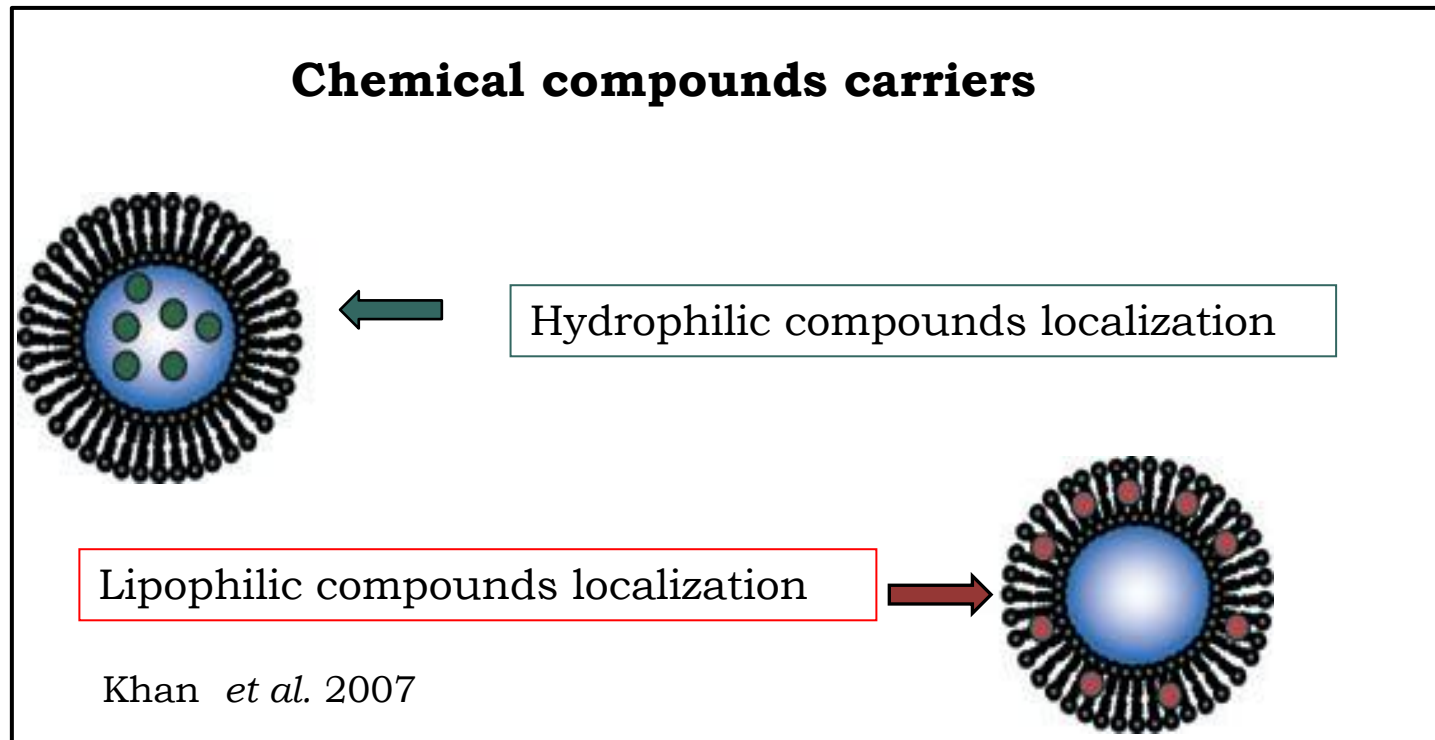 Chemical compounds carriers
Hydrophilic compounds localization
Lipophilic compounds localization
Khan et al. 2007